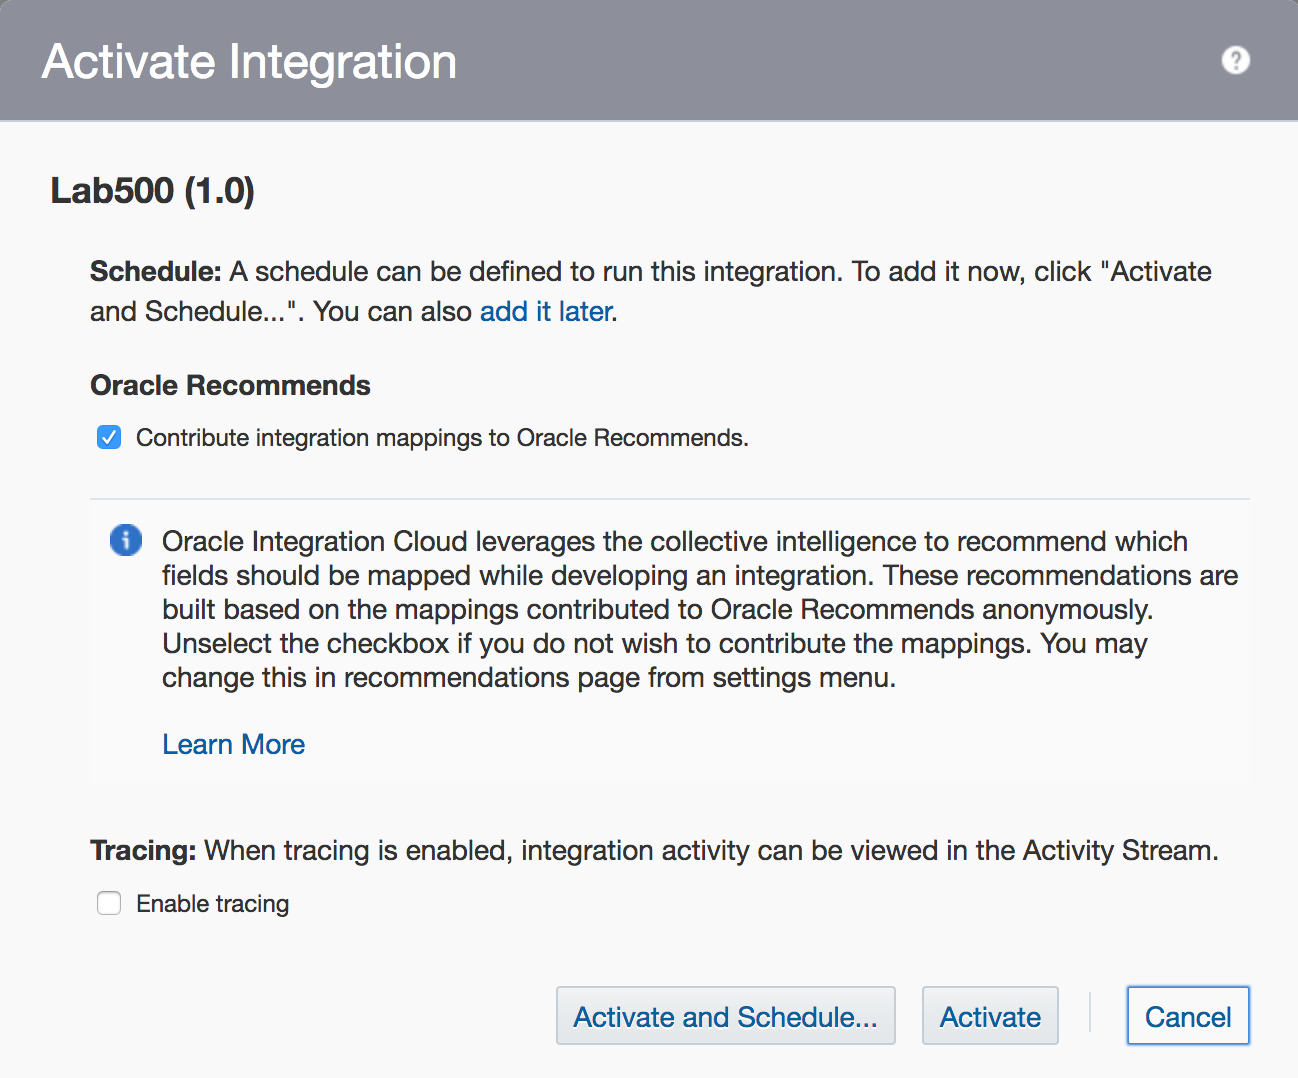 Activate Integration
?
Lab500 (1.0)
Schedule: A schedule can be defined to run this integration. To add it now, click "Activate
and Schedule...". You can also add it later.
Oracle Recommends
Contribute integration mappings to Oracle Recommends.
i
Oracle Integration Cloud leverages the collective intelligence to recommend which
fields should be mapped while developing an integration. These recommendations are
built based on the mappings contributed to Oracle Recommends anonymously.
Unselect the checkbox if you do not wish to contribute the mappings. You may
change this in recommendations page from settings menu.
Learn More
Tracing: When tracing is enabled, integration activity can be viewed in the Activity Stream.
Enable tracing
Activate and Schedule... Activate Cancel